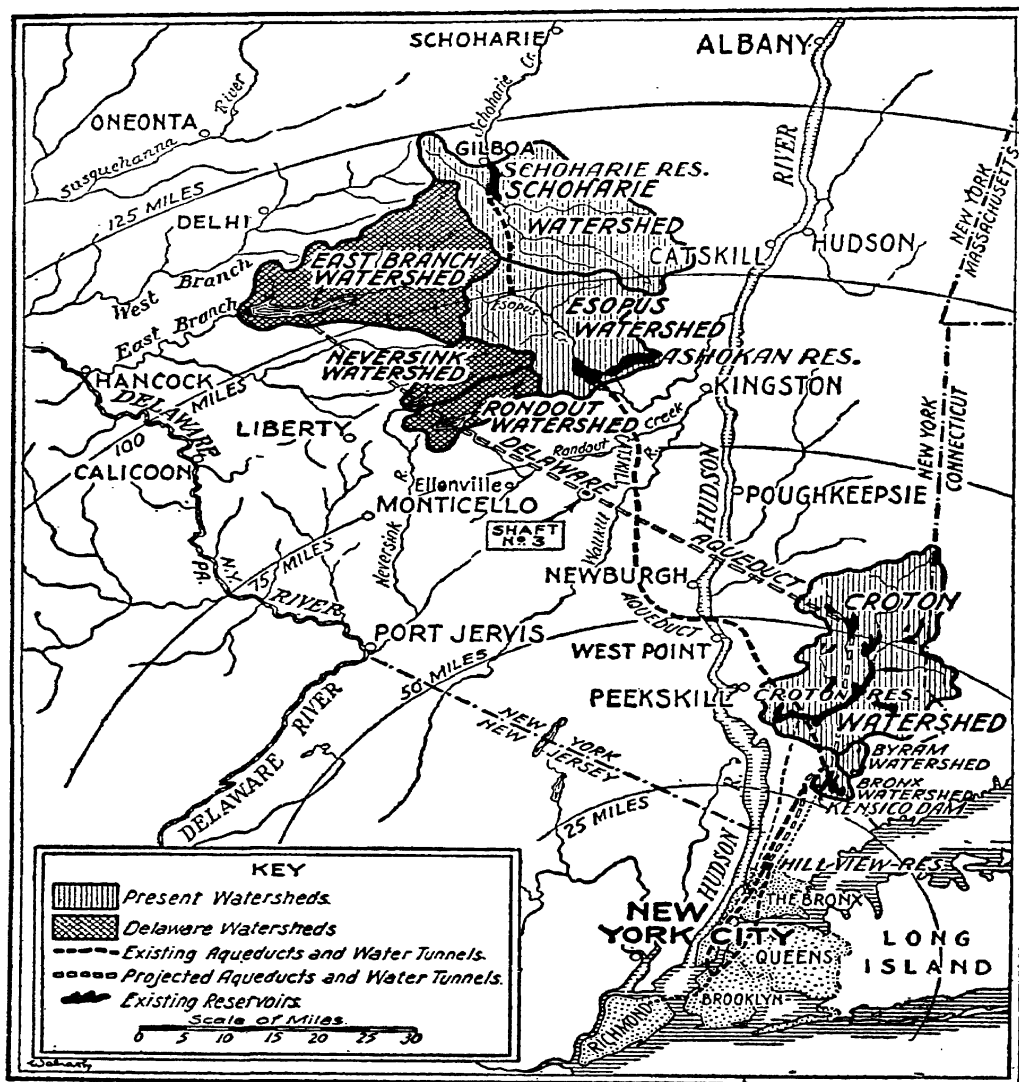 SCHOHARIE
ALBANY
Schoharie Cr.
River
ONEONTA
Susquehanna
GILBOA
SCHOHARIE RES.
SCHOHARIE
WATERSHED
RIVER
NEW YORK
MASSACHUSETTS
125 MILES
DELHI
CATSKILL
HUDSON
EAST BRANCH
WATERSHED
West Branch
East Branch
Esopus
ESOPUS
WATERSHED
NEVERSINK
WATERSHED
ASHOKAN RES.
HANCOCK
KINGSTON
DELAWARE
100 MILES
LIBERTY
RONDOUT
WATERSHED
Rondout Creek
CALICOON
DELAWARE
NEW YORK
CONNECTICUT
Ellenville
MONTICELLO
HUDSON
POUGHKEEPSIE
SHAFT
No. 3
Neversink R.
Wallkill R.
AQUEDUCT
75 MILES
N.Y.
PA.
RIVER
NEWBURGH
AQUEDUCT
CROTON
PORT JERVIS
WEST POINT
50 MILES
PEEKSKILL
CROTON RES.
WATERSHED
DELAWARE RIVER
NEW YORK
NEW JERSEY
BYRAM
WATERSHED
BRONX
WATERSHED
KENSICO DAM
25 MILES
HUDSON R.
HILL VIEW RES.
THE BRONX
NEW
YORK CITY
QUEENS
LONG
ISLAND
BROOKLYN
RICHMOND
KEY
Present Watersheds.
Delaware Watersheds
Existing Aqueducts and Water Tunnels.
Projected Aqueducts and Water Tunnels.
Existing Reservoirs.
Scale of Miles.
0 5 10 15 20 25 30